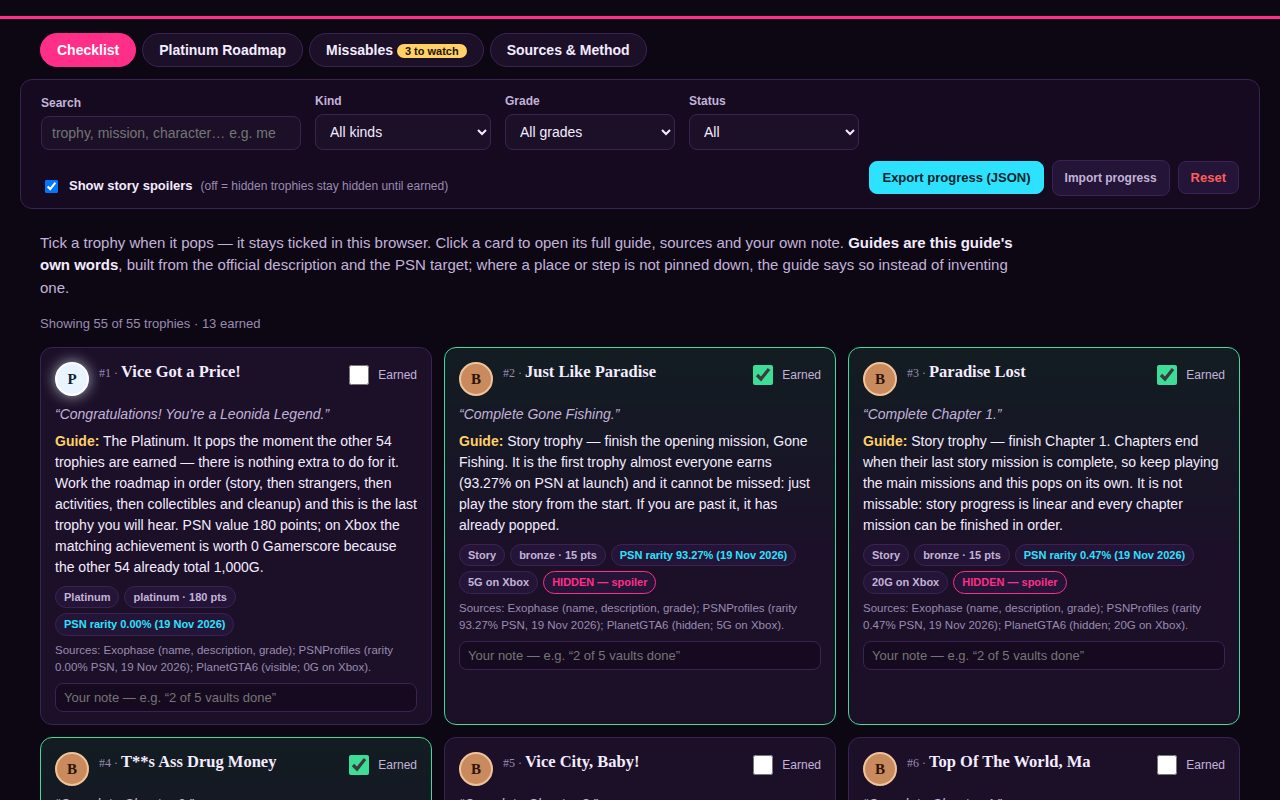 Checklist
Platinum Roadmap
Missables 3 to watch
Sources & Method
Search
Kind
Grade
Status
trophy, mission, character… e.g. me
All kinds
All grades
All
Show story spoilers (off = hidden trophies stay hidden until earned)
Export progress (JSON)
Import progress
Reset
Tick a trophy when it pops — it stays ticked in this browser. Click a card to open its full guide, sources and your own note. Guides are this guide's
own words, built from the official description and the PSN target; where a place or step is not pinned down, the guide says so instead of inventing
one.
Showing 55 of 55 trophies · 13 earned
P
#1 · Vice Got a Price!
Earned
“Congratulations! You're a Leonida Legend.”
Guide: The Platinum. It pops the moment the other 54
trophies are earned — there is nothing extra to do for it.
Work the roadmap in order (story, then strangers, then
activities, then collectibles and cleanup) and this is the last
trophy you will hear. PSN value 180 points; on Xbox the
matching achievement is worth 0 Gamerscore because
the other 54 already total 1,000G.
Platinum
platinum · 180 pts
PSN rarity 0.00% (19 Nov 2026)
Sources: Exophase (name, description, grade); PSNProfiles (rarity
0.00% PSN, 19 Nov 2026); PlanetGTA6 (visible; 0G on Xbox).
Your note — e.g. “2 of 5 vaults done”
B
#2 · Just Like Paradise
Earned
“Complete Gone Fishing.”
Guide: Story trophy — finish the opening mission, Gone
Fishing. It is the first trophy almost everyone earns
(93.27% on PSN at launch) and it cannot be missed: just
play the story from the start. If you are past it, it has
already popped.
Story
bronze · 15 pts
PSN rarity 93.27% (19 Nov 2026)
5G on Xbox
HIDDEN — spoiler
Sources: Exophase (name, description, grade); PSNProfiles (rarity
93.27% PSN, 19 Nov 2026); PlanetGTA6 (hidden; 5G on Xbox).
Your note — e.g. “2 of 5 vaults done”
B
#3 · Paradise Lost
Earned
“Complete Chapter 1.”
Guide: Story trophy — finish Chapter 1. Chapters end
when their last story mission is complete, so keep playing
the main missions and this pops on its own. It is not
missable: story progress is linear and every chapter
mission can be finished in order.
Story
bronze · 15 pts
PSN rarity 0.47% (19 Nov 2026)
20G on Xbox
HIDDEN — spoiler
Sources: Exophase (name, description, grade); PSNProfiles (rarity
0.47% PSN, 19 Nov 2026); PlanetGTA6 (hidden; 20G on Xbox).
Your note — e.g. “2 of 5 vaults done”
B
#4 · T**s Ass Drug Money
Earned
B
#5 · Vice City, Baby!
Earned
B
#6 · Top Of The World, Ma
Earned